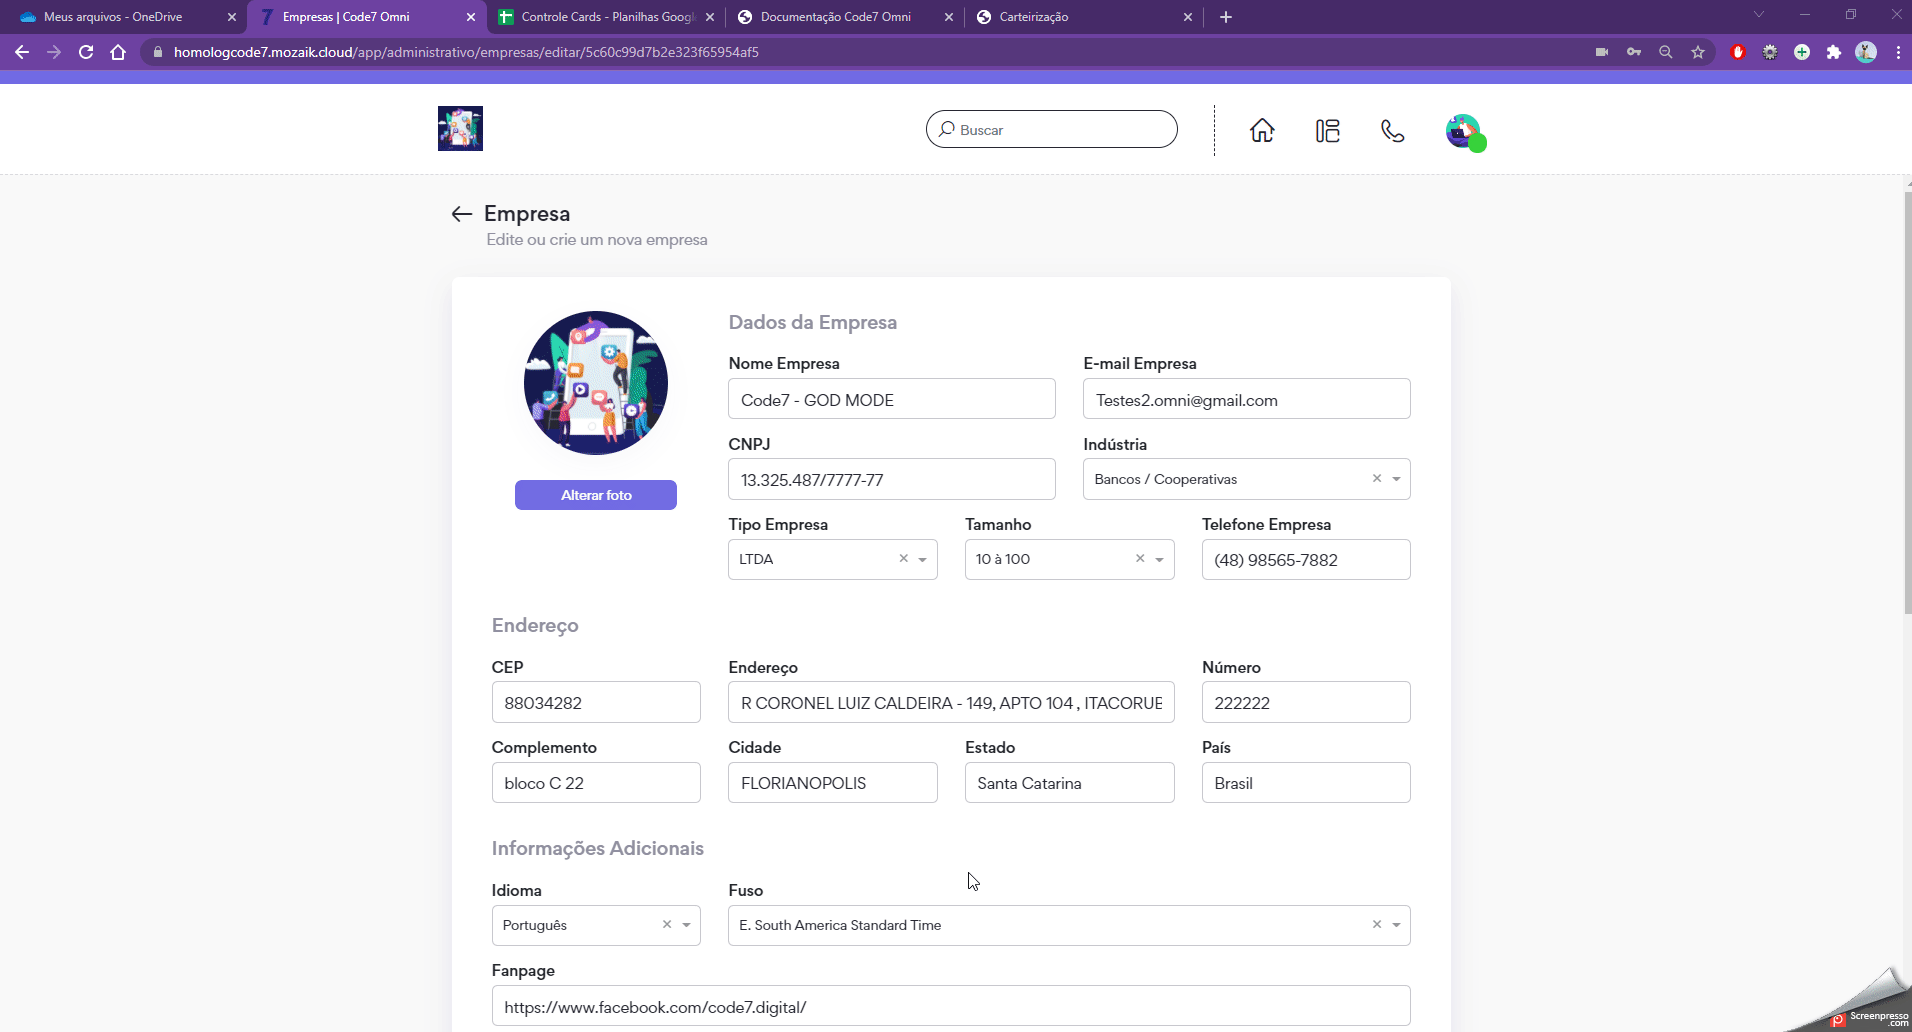 Meus arquivos - OneDrive
Empresas | Code7 Omni
Controle Cards - Planilhas Googl
Documentação Code7 Omni
Carteirização
homologcode7.mozaik.cloud/app/administrativo/empresas/editar/5c60c99d7b2e323f65954af5
Buscar
Empresa
Edite ou crie um nova empresa
Alterar foto
Dados da Empresa
Nome Empresa
E-mail Empresa
Code7 - GOD MODE
Testes2.omni@gmail.com
CNPJ
Indústria
13.325.487/7777-77
Bancos / Cooperativas
Tipo Empresa
Tamanho
Telefone Empresa
LTDA
10 à 100
(48) 98565-7882
Endereço
CEP
Endereço
Número
88034282
R CORONEL LUIZ CALDEIRA - 149, APTO 104 , ITACORUB
222222
Complemento
Cidade
Estado
País
bloco C 22
FLORIANOPOLIS
Santa Catarina
Brasil
Informações Adicionais
Idioma
Fuso
Português
E. South America Standard Time
Fanpage
https://www.facebook.com/code7.digital/
Screenpresso
.com